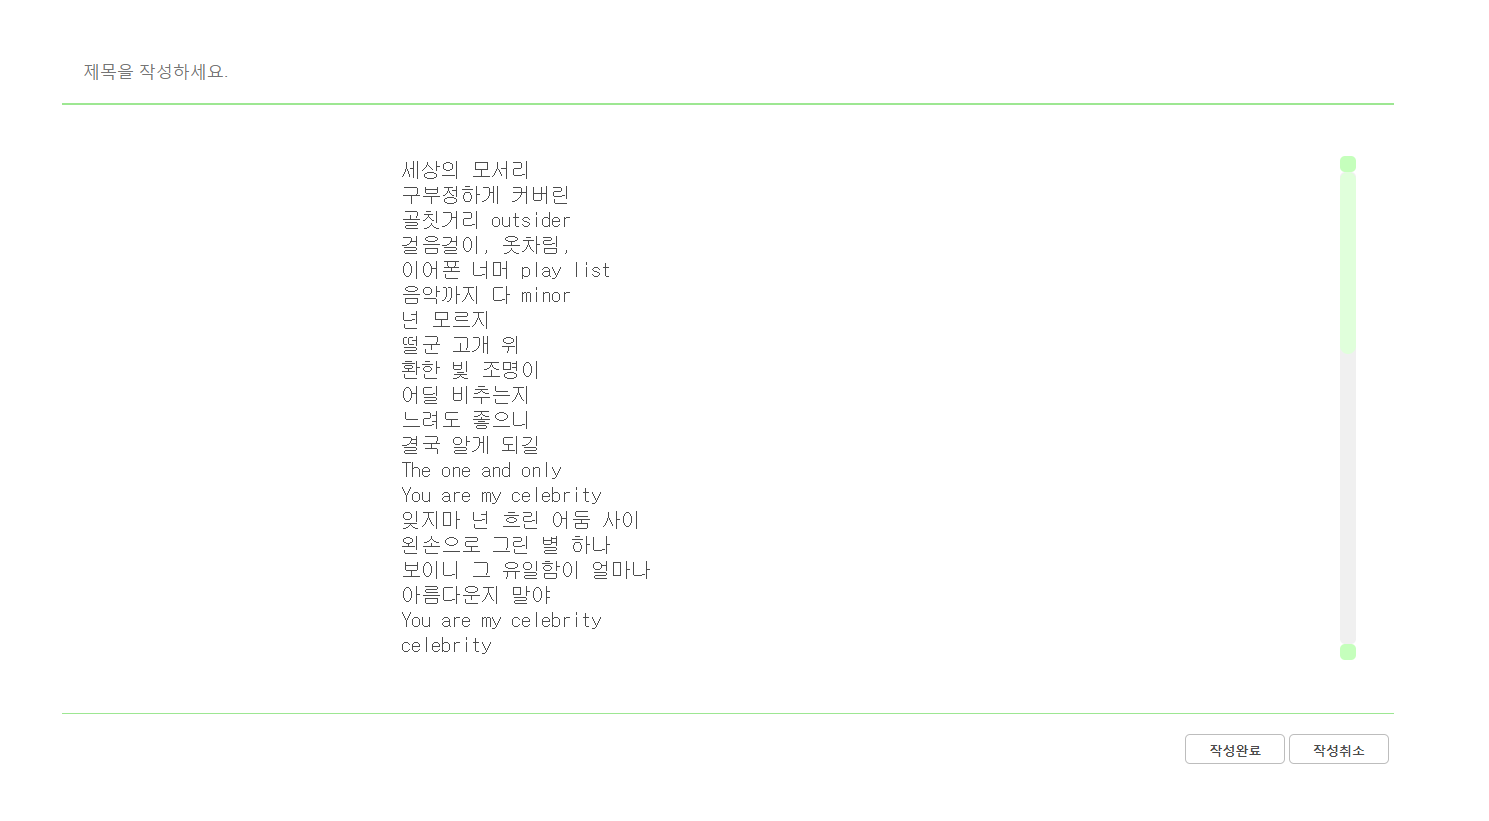 제목을 작성하세요.
세상의 모서리
구부정하게 커버린
골칫거리 outsider
걸음걸이, 옷차림,
이어폰 너머 play list
음악까지 다 minor
넌 모르지
떨군 고개 위
환한 빛 조명이
어딜 비추는지
느려도 좋으니
결국 알게 되길
The one and only
You are my celebrity
잊지마 넌 흐린 어둠 사이
왼손으로 그린 별 하나
보이니 그 유일함이 얼마나
아름다운지 말야
You are my celebrity
celebrity
작성완료 작성취소